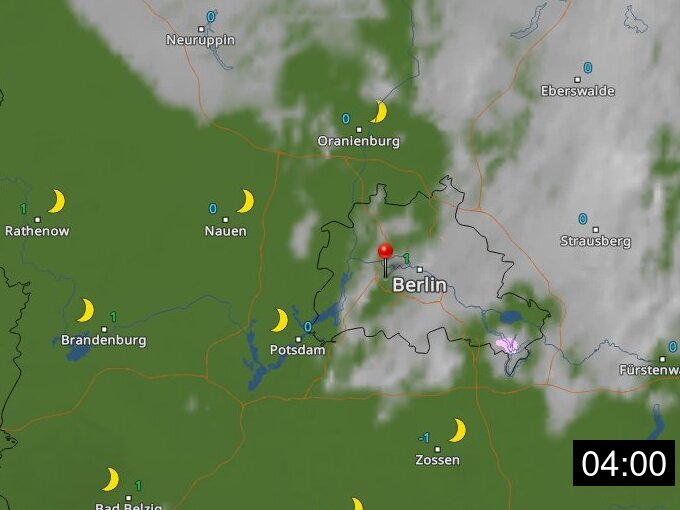 0
Neuruppin
0
Eberswalde
0
Oranienburg
1
Rathenow
0
Nauen
0
Strausberg
1
Berlin
1
Brandenburg
0
Potsdam
0
Fürstenwa
-1
Zossen
04:00
1
Bad Belzig